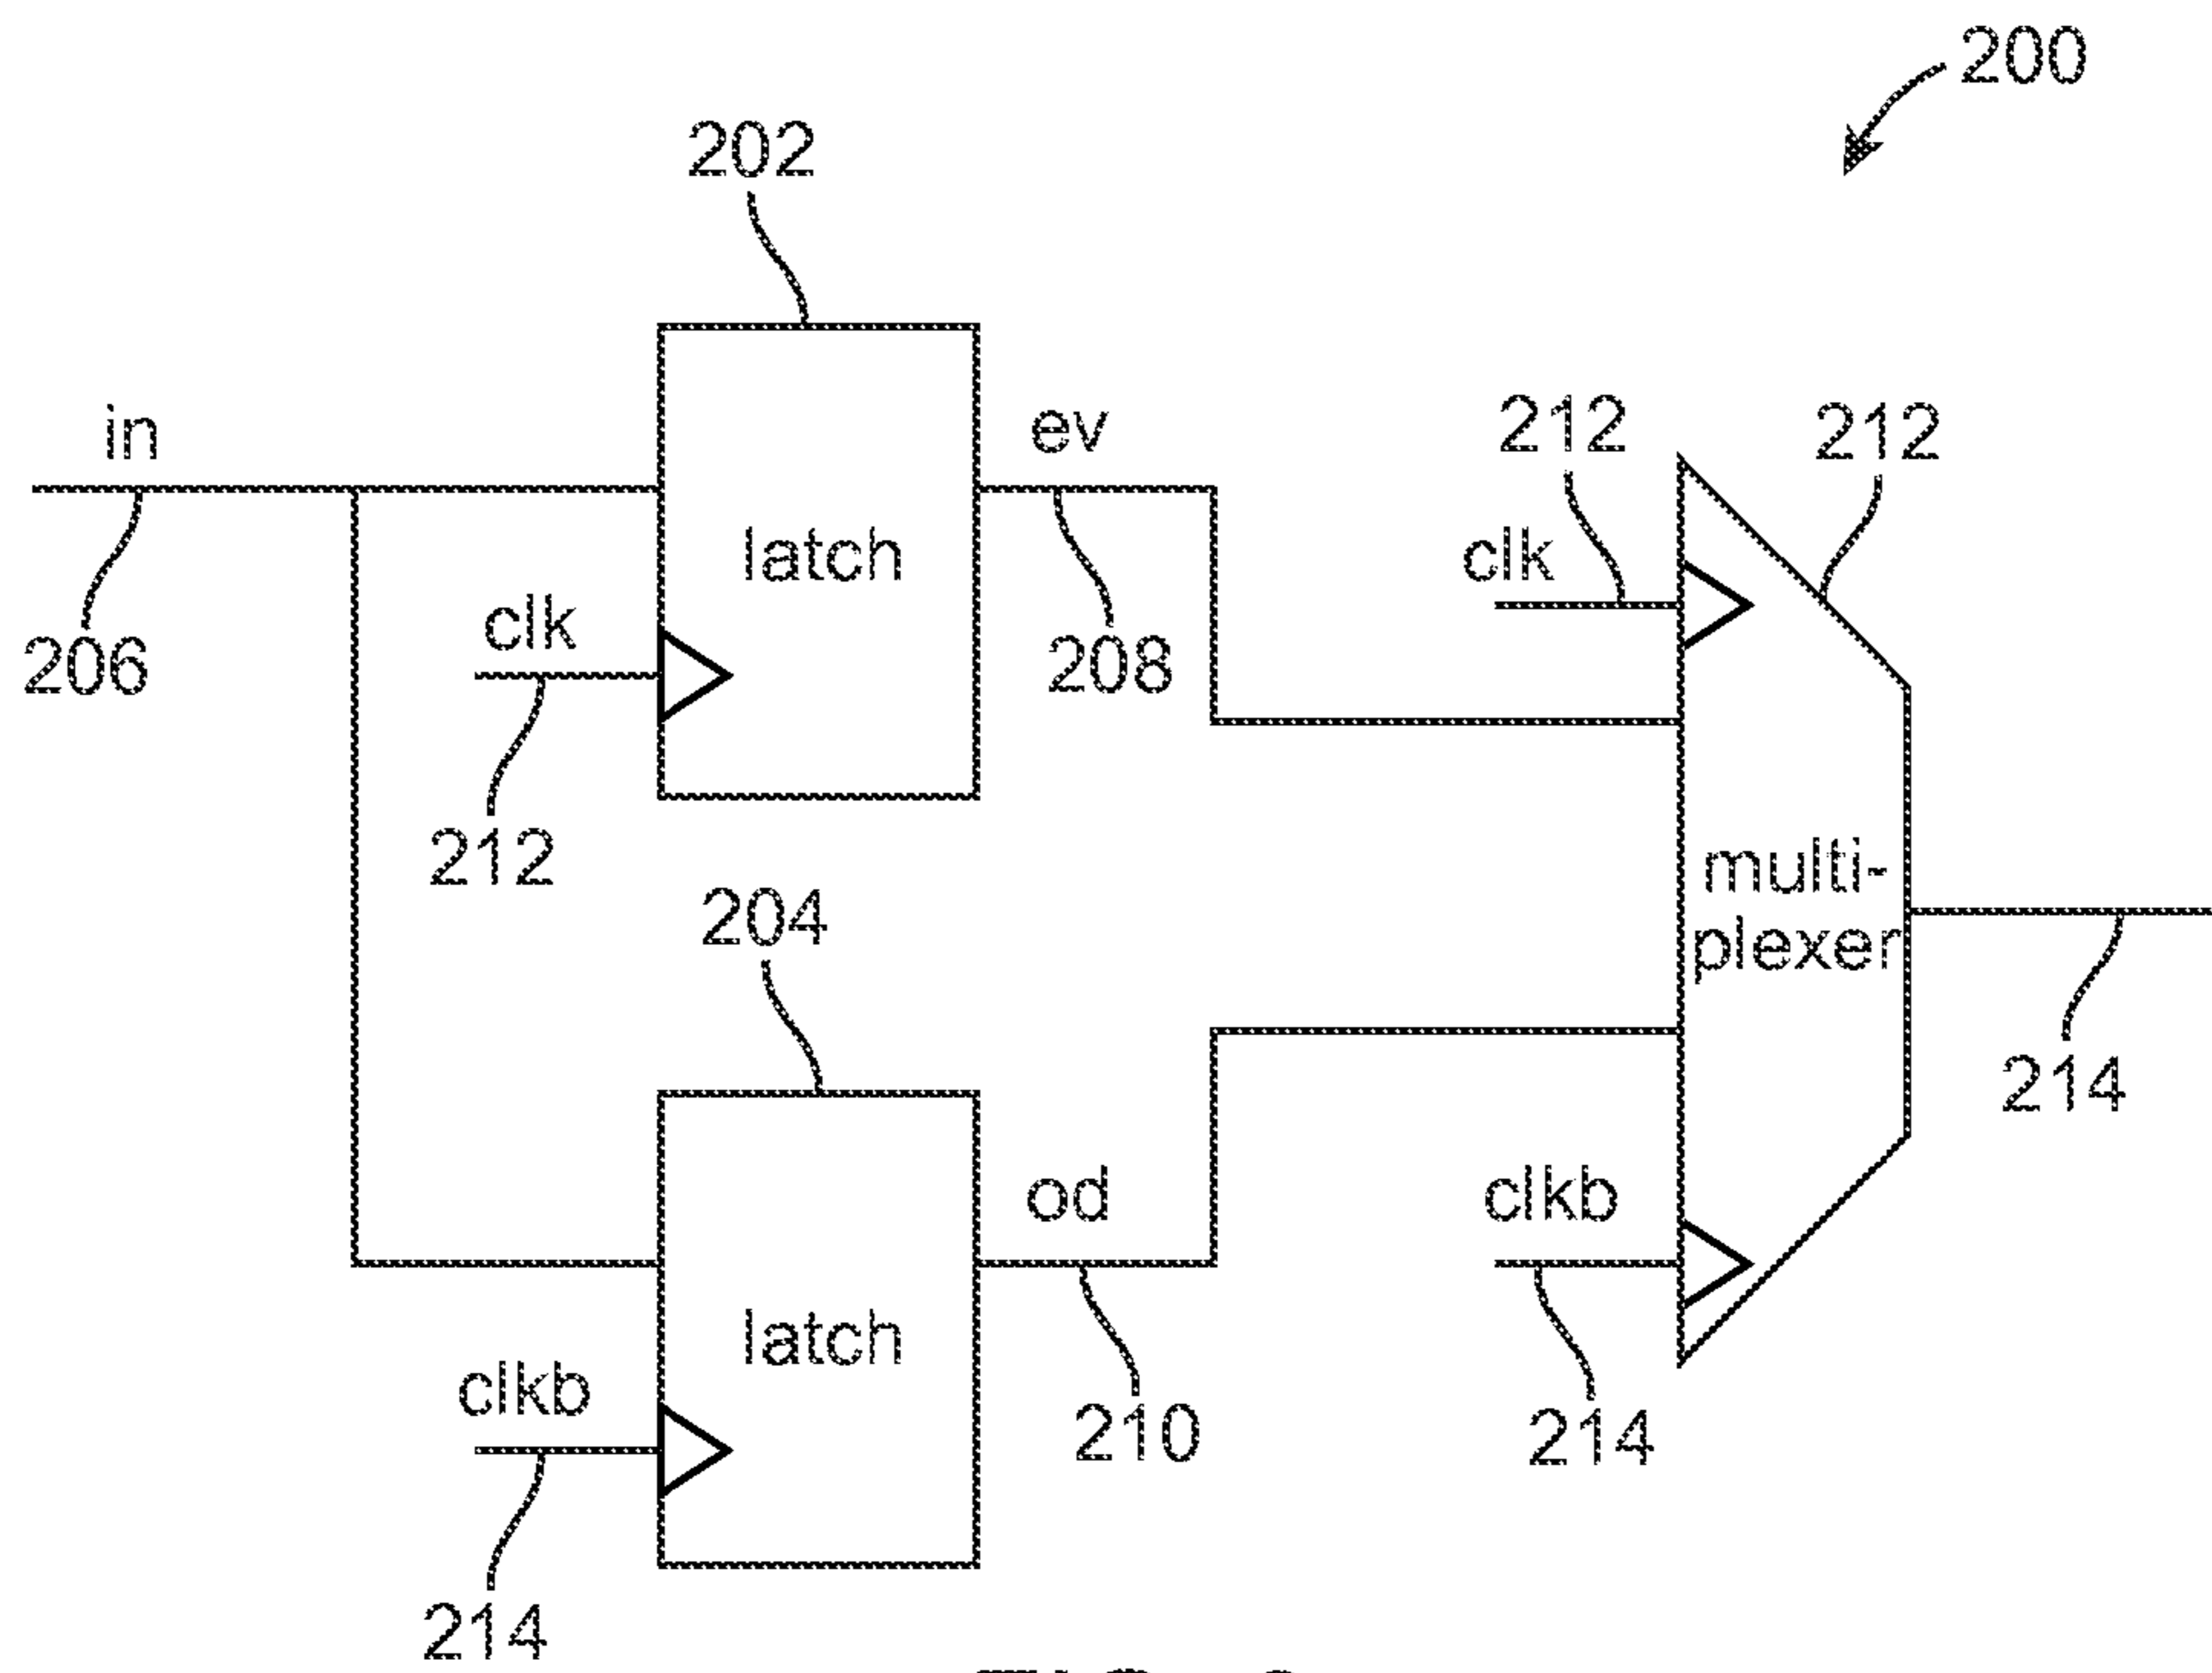 200
202
in
ev
212
212
latch
clk
clk
206
208
212
204
multi-
plexer
214
od
clkb
latch
clkb
210
214
214